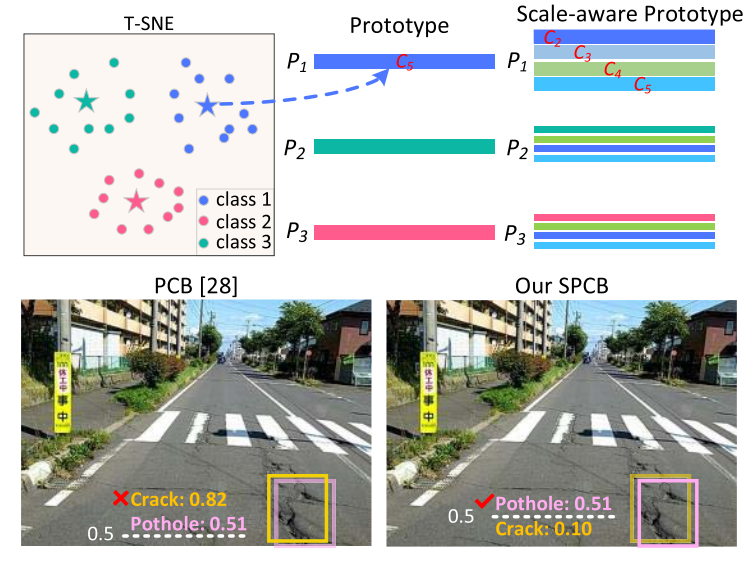 T-SNE
Prototype
Scale-aware Prototype
P1
C5
P1
C2
C3
C4
C5
P2
P2
P3
P3
class 1
class 2
class 3
PCB [28]
Our SPCB
事
中
事
中
Crack: 0.82
Pothole: 0.51
0.5
Pothole: 0.51
0.5
Crack: 0.10